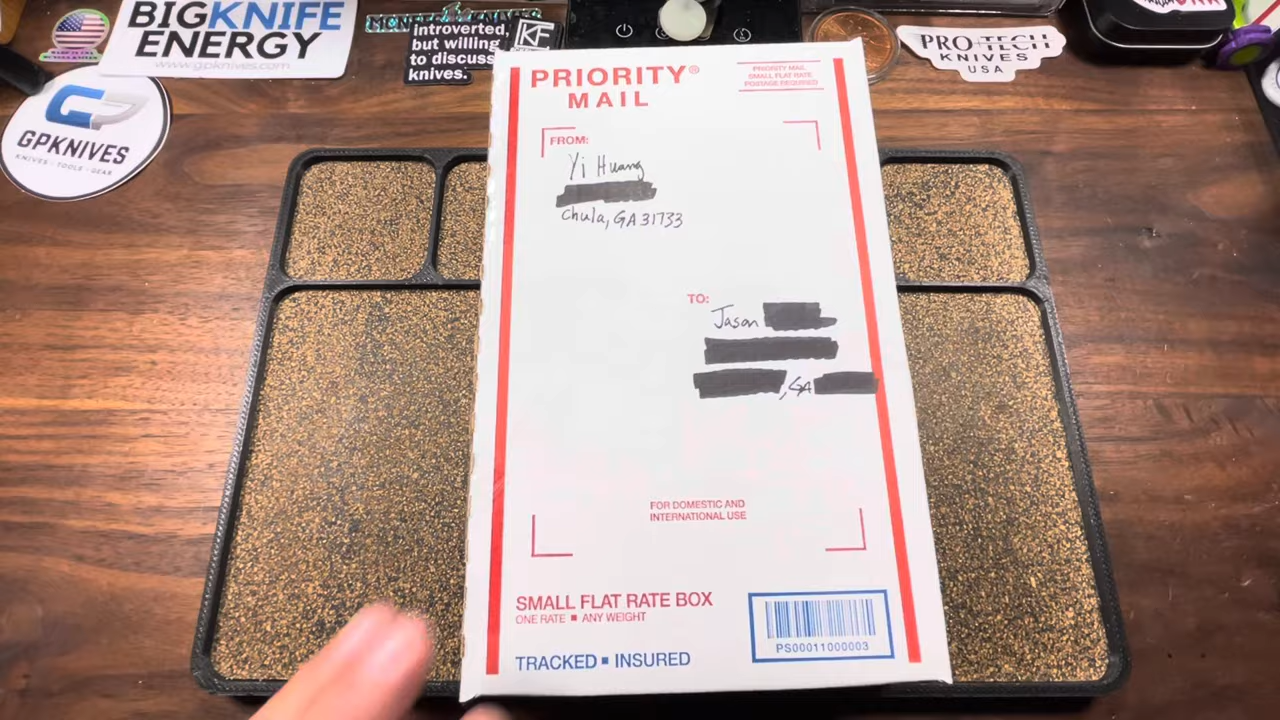 BIGKNIFE
ENERGY
www.gpknives.com
GPKNIVES
KNIVES • TOOLS • GEAR
Introverted,
but willing
to discuss
knives.
KF
PRO-TECH
KNIVES
USA
PRIORITY®
MAIL
PRIORITY MAIL
SMALL FLAT RATE
POSTAGE REQUIRED
FROM:
Yi Huang
Chula, GA 31733
TO:
Jason
, GA
FOR DOMESTIC AND
INTERNATIONAL USE
SMALL FLAT RATE BOX
ONE RATE ▪ ANY WEIGHT
TRACKED ▪ INSURED
PS00011000003